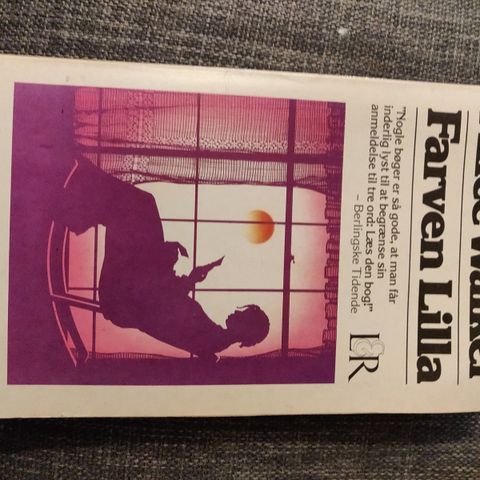 Walker
Farven Lilla
"Nogle bøger er så gode, at man får
inderlig lyst til at begrænse sin
anmeldelse til tre ord: Læs den bog!"
– Berlingske Tidende
L&R